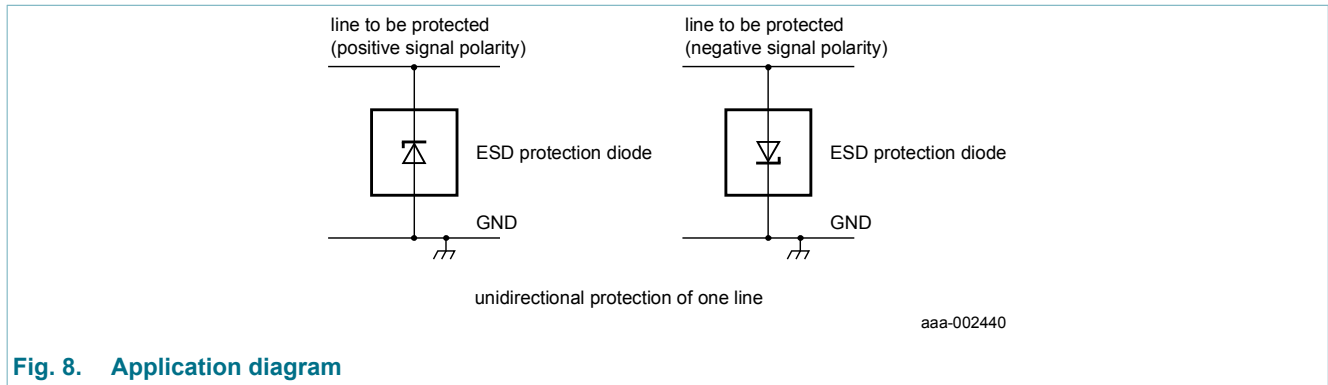 line to be protected
(positive signal polarity)
line to be protected
(negative signal polarity)
ESD protection diode
ESD protection diode
GND
GND
unidirectional protection of one line
aaa-002440
Fig. 8. Application diagram